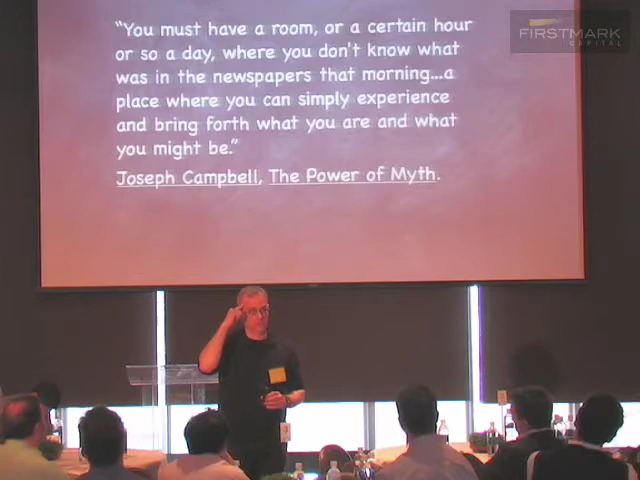 “You must have a room, or a certain hour
or so a day, where you don't know what
was in the newspapers that morning...a
place where you can simply experience
and bring forth what you are and what
you might be.”
Joseph Campbell, The Power of Myth.
FIRSTMARK
CAPITAL